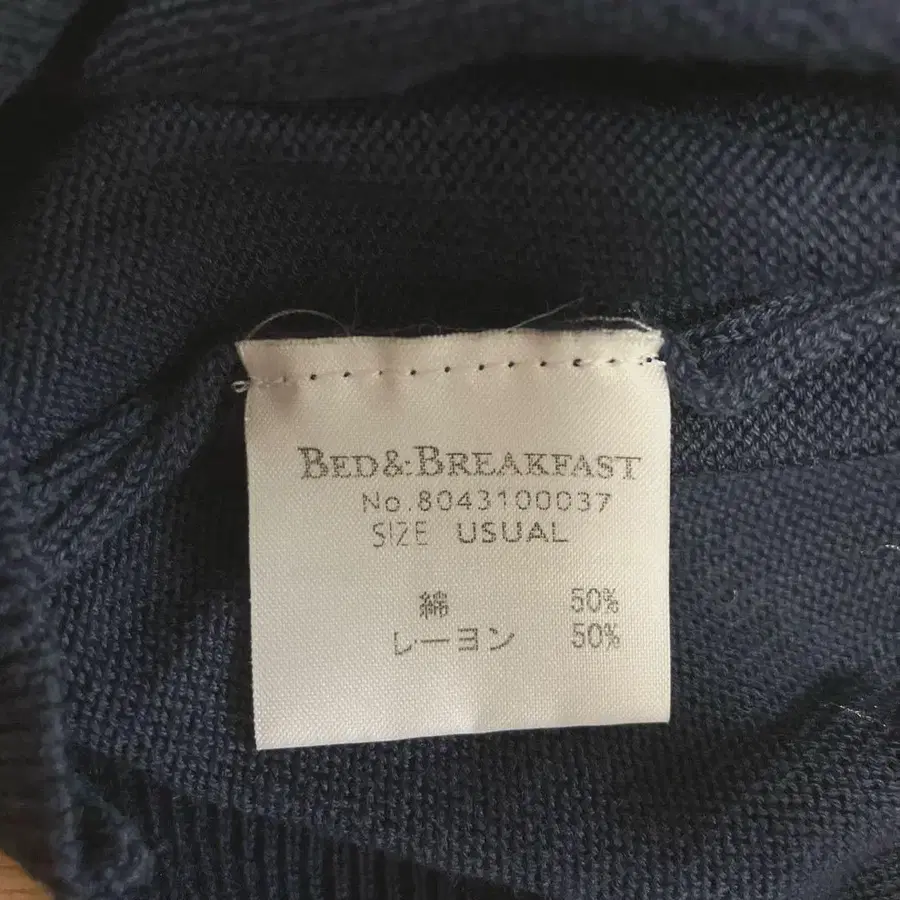 BED & BREAKFAST
No.8043100037
SIZE USUAL
綿 50%
レーヨン 50%